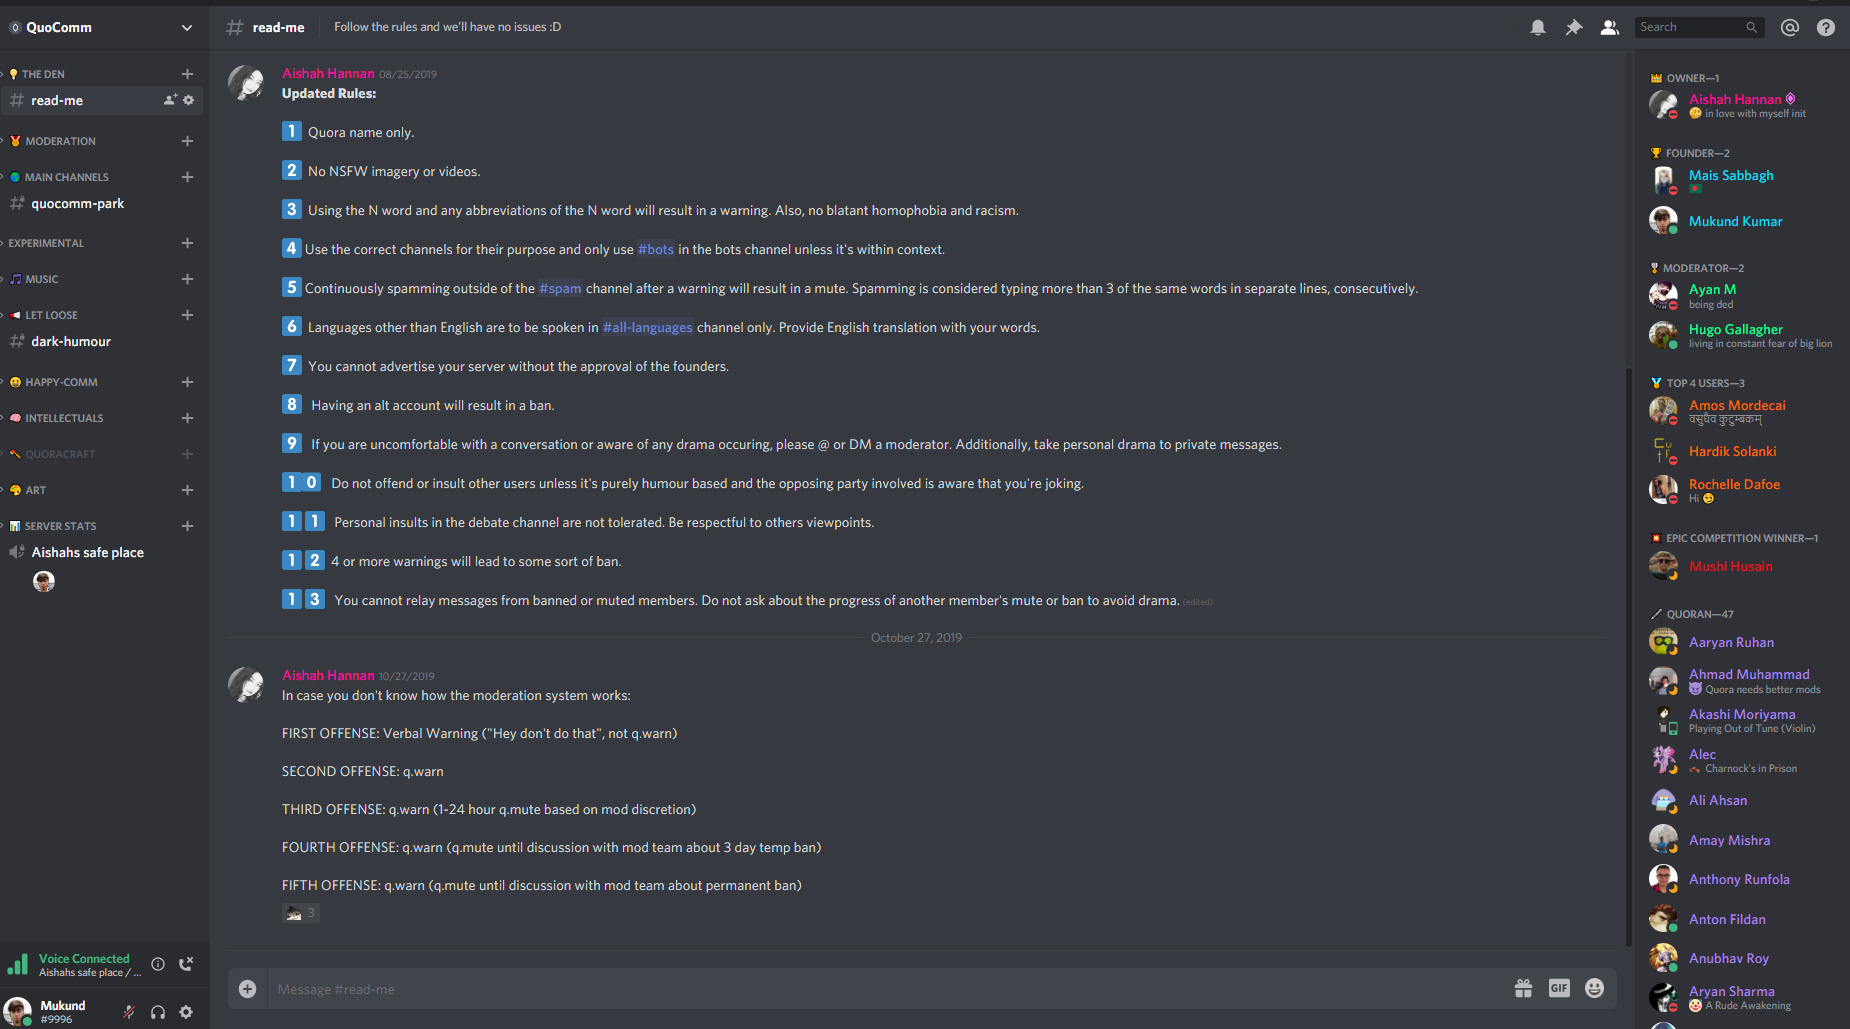 QuoComm
THE DEN
read-me
MODERATION
MAIN CHANNELS
quocomm-park
EXPERIMENTAL
MUSIC
LET LOOSE
dark-humour
HAPPY-COMM
INTELLECTUALS
QUORACRAFT
ART
SERVER STATS
Aishahs safe place
Voice Connected
Aishahs safe place / ...
Mukund
#9996
# read-me
Follow the rules and we'll have no issues :D
Search
Aishah Hannan 08/25/2019
Updated Rules:
1 Quora name only.
2 No NSFW imagery or videos.
3 Using the N word and any abbreviations of the N word will result in a warning. Also, no blatant homophobia and racism.
4 Use the correct channels for their purpose and only use #bots in the bots channel unless it's within context.
5 Continuously spamming outside of the #spam channel after a warning will result in a mute. Spamming is considered typing more than 3 of the same words in separate lines, consecutively.
6 Languages other than English are to be spoken in #all-languages channel only. Provide English translation with your words.
7 You cannot advertise your server without the approval of the founders.
8 Having an alt account will result in a ban.
9 If you are uncomfortable with a conversation or aware of any drama occuring, please @ or DM a moderator. Additionally, take personal drama to private messages.
1 0 Do not offend or insult other users unless it's purely humour based and the opposing party involved is aware that you're joking.
1 1 Personal insults in the debate channel are not tolerated. Be respectful to others viewpoints.
1 2 4 or more warnings will lead to some sort of ban.
1 3 You cannot relay messages from banned or muted members. Do not ask about the progress of another member's mute or ban to avoid drama. (edited)
October 27, 2019
Aishah Hannan 10/27/2019
In case you don't know how the moderation system works:
FIRST OFFENSE: Verbal Warning ("Hey don't do that", not q.warn)
SECOND OFFENSE: q.warn
THIRD OFFENSE: q.warn (1-24 hour q.mute based on mod discretion)
FOURTH OFFENSE: q.warn (q.mute until discussion with mod team about 3 day temp ban)
FIFTH OFFENSE: q.warn (q.mute until discussion with mod team about permanent ban)
3
Message #read-me
GIF
OWNER—1
Aishah Hannan
in love with myself init
FOUNDER—2
Mais Sabbagh
Mukund Kumar
MODERATOR—2
Ayan M
being ded
Hugo Gallagher
living in constant fear of big lion
TOP 4 USERS—3
Amos Mordecai
वसुधैव कुटुम्बकम्
Hardik Solanki
Rochelle Dafoe
Hi
EPIC COMPETITION WINNER—1
Mushi Husain
QUORAN—47
Aaryan Ruhan
Ahmad Muhammad
Quora needs better mods
Akashi Moriyama
Playing Out of Tune (Violin)
Alec
Charnock's in Prison
Ali Ahsan
Amay Mishra
Anthony Runfola
Anton Fildan
Anubhav Roy
Aryan Sharma
A Rude Awakening